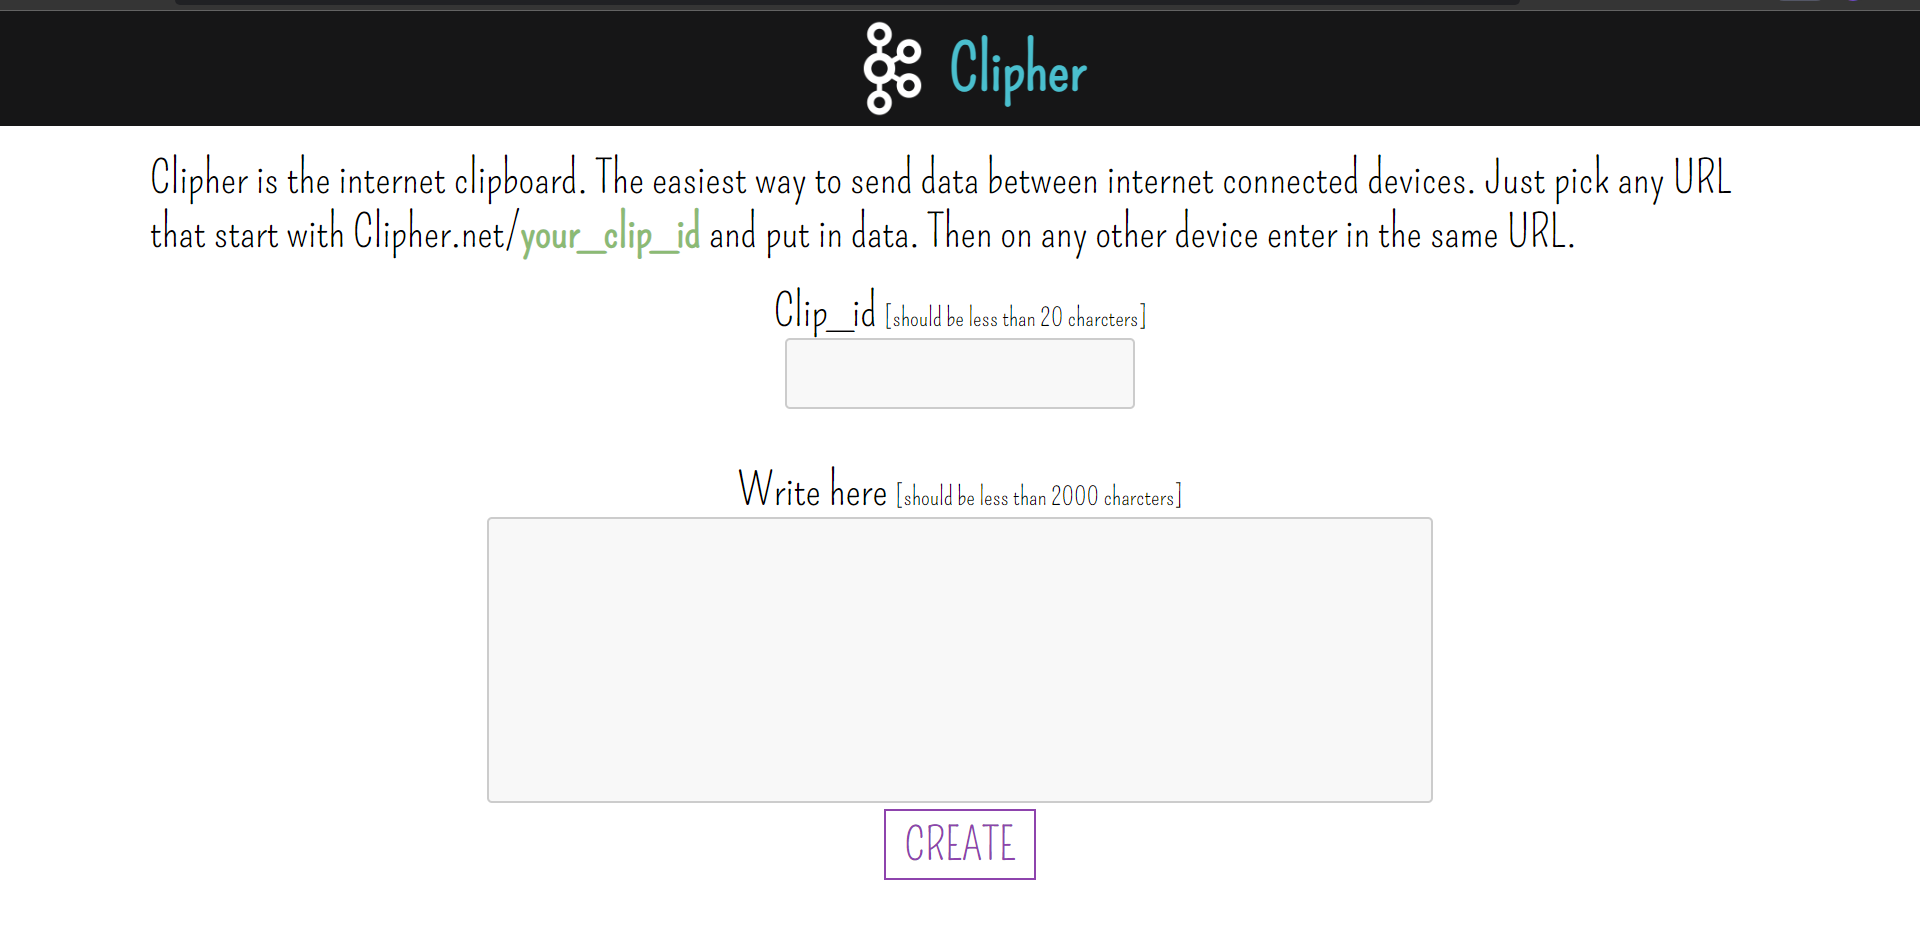 Clipher
Clipher is the internet clipboard. The easiest way to send data between internet connected devices. Just pick any URL
that start with Clipher.net/your_clip_id and put in data. Then on any other device enter in the same URL.
Clip_id [should be less than 20 charcters]
Write here [should be less than 2000 charcters]
CREATE